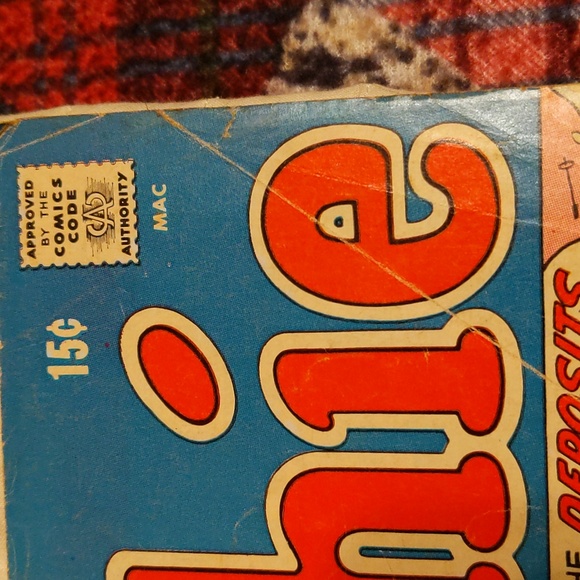 APPROVED
BY THE
COMICS
CODE
AUTHORITY
CA
MAC
15¢
hie
DEPOSITS